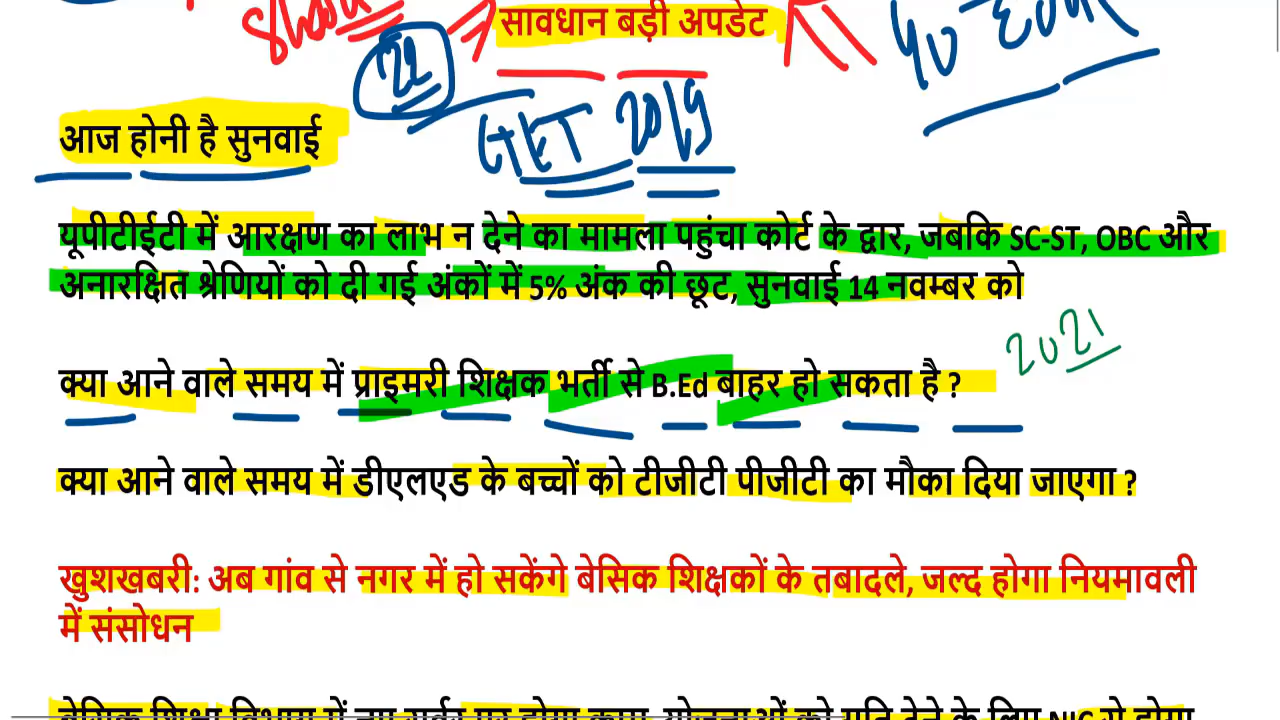 सावधान बड़ी अपडेट
22
आज होनी है सुनवाई
2019
यूपीटीईटी में आरक्षण का लाभ न देने का मामला पहुंचा कोर्ट के द्वार, जबकि SC-ST, OBC और
अनारक्षित श्रेणियों को दी गई अंकों में 5% अंक की छूट, सुनवाई 14 नवम्बर को
2021
क्या आने वाले समय में प्राइमरी शिक्षक भर्ती से B.Ed बाहर हो सकता है ?
क्या आने वाले समय में डीएलएड के बच्चों को टीजीटी पीजीटी का मौका दिया जाएगा ?
खुशखबरी: अब गांव से नगर में हो सकेंगे बेसिक शिक्षकों के तबादले, जल्द होगा नियमावली
में संसोधन